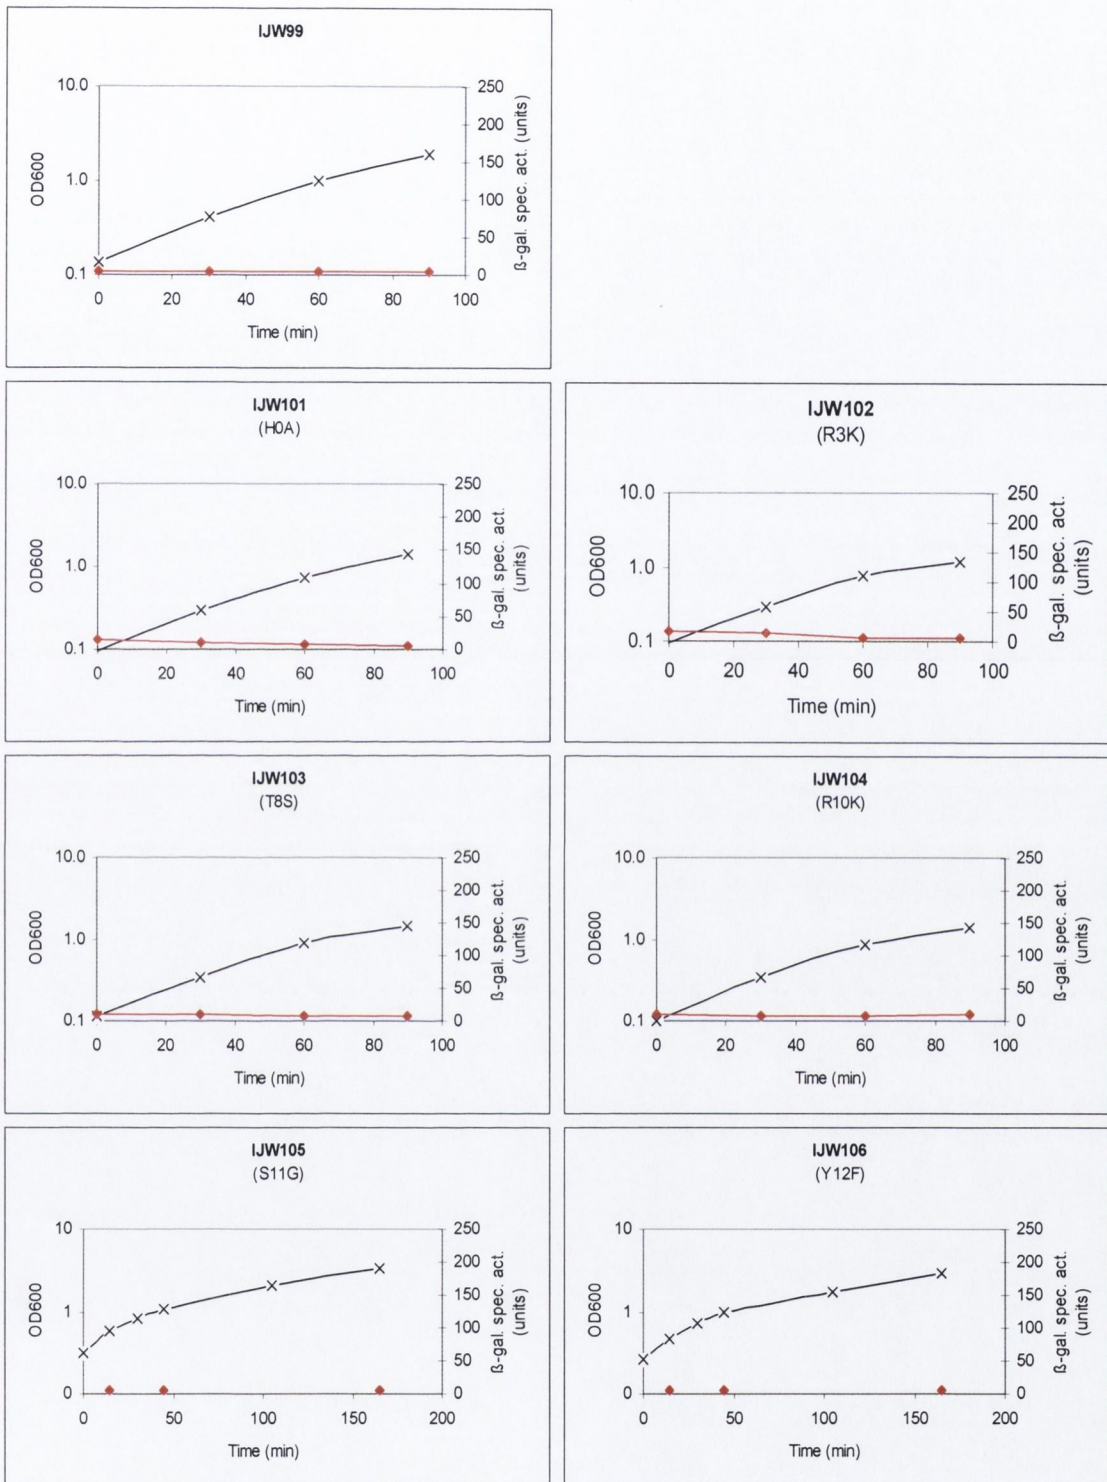 IJW99
10.0
1.0
0.1
OD600
250
200
150
100
50
0
ß-gal. spec. act. (units)
0 20 40 60 80 100
Time (min)
IJW101
(H0A)
10.0
1.0
0.1
OD600
250
200
150
100
50
0
ß-gal. spec. act.
(units)
0 20 40 60 80 100
Time (min)
IJW102
(R3K)
10.0
1.0
0.1
OD600
250
200
150
100
50
0
ß-gal. spec. act.
(units)
0 20 40 60 80 100
Time (min)
IJW103
(T8S)
10.0
1.0
0.1
OD600
250
200
150
100
50
0
ß-gal. spec. act.
(units)
0 20 40 60 80 100
Time (min)
IJW104
(R10K)
10.0
1.0
0.1
OD600
250
200
150
100
50
0
ß-gal. spec. act.
(units)
0 20 40 60 80 100
Time (min)
IJW105
(S11G)
10
1
0
OD600
250
200
150
100
50
0
ß-gal. spec. act.
(units)
0 50 100 150 200
Time (min)
IJW106
(Y12F)
10
1
0
OD600
250
200
150
100
50
0
ß-gal. spec. act.
(units)
0 50 100 150 200
Time (min)